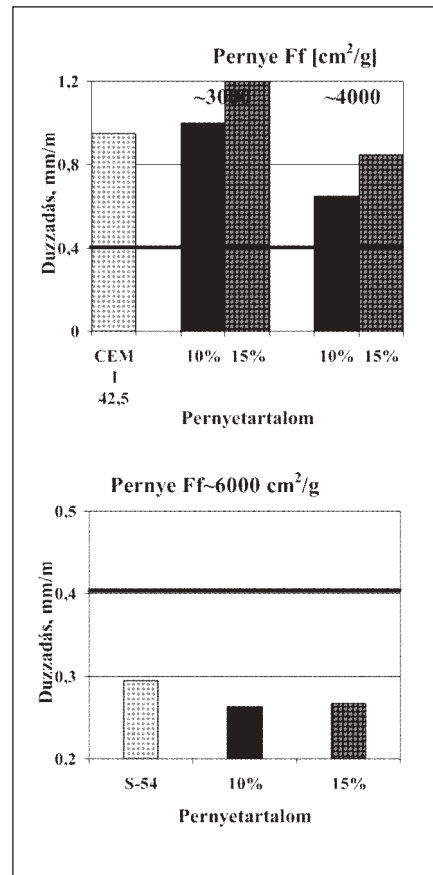 Pernye Ff [cm²/g]
1,2
~3000 ~4000
0,8
0,4
0
Duzzadás, mm/m
CEM I 42,5
10% 15% 10% 15%
Pernyetartalom
Pernye Ff~6000 cm²/g
0,5
0,4
0,3
0,2
Duzzadás, mm/m
S-54 10% 15%
Pernyetartalom